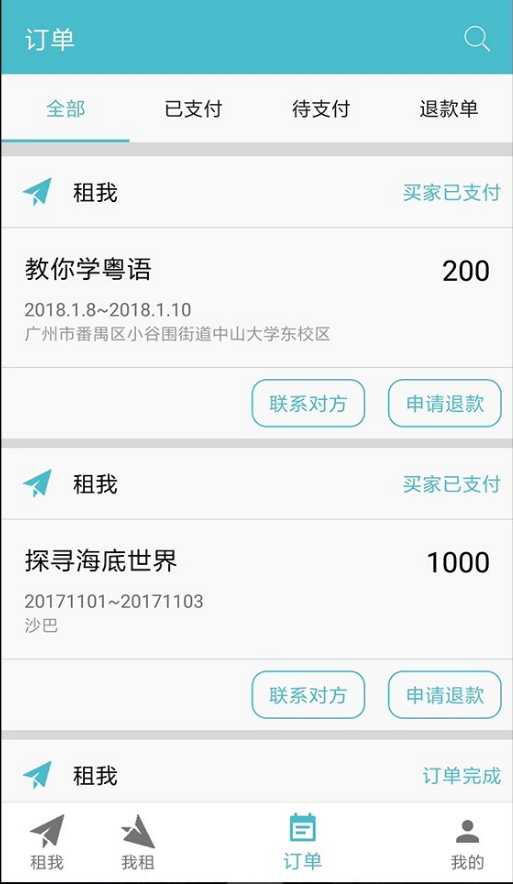 订单
全部 已支付 待支付 退款单
租我 买家已支付
教你学粤语 200
2018.1.8~2018.1.10
广州市番禺区小谷围街道中山大学东校区
联系对方 申请退款
租我 买家已支付
探寻海底世界 1000
20171101~20171103
沙巴
联系对方 申请退款
租我 订单完成
租我 我租 订单 我的